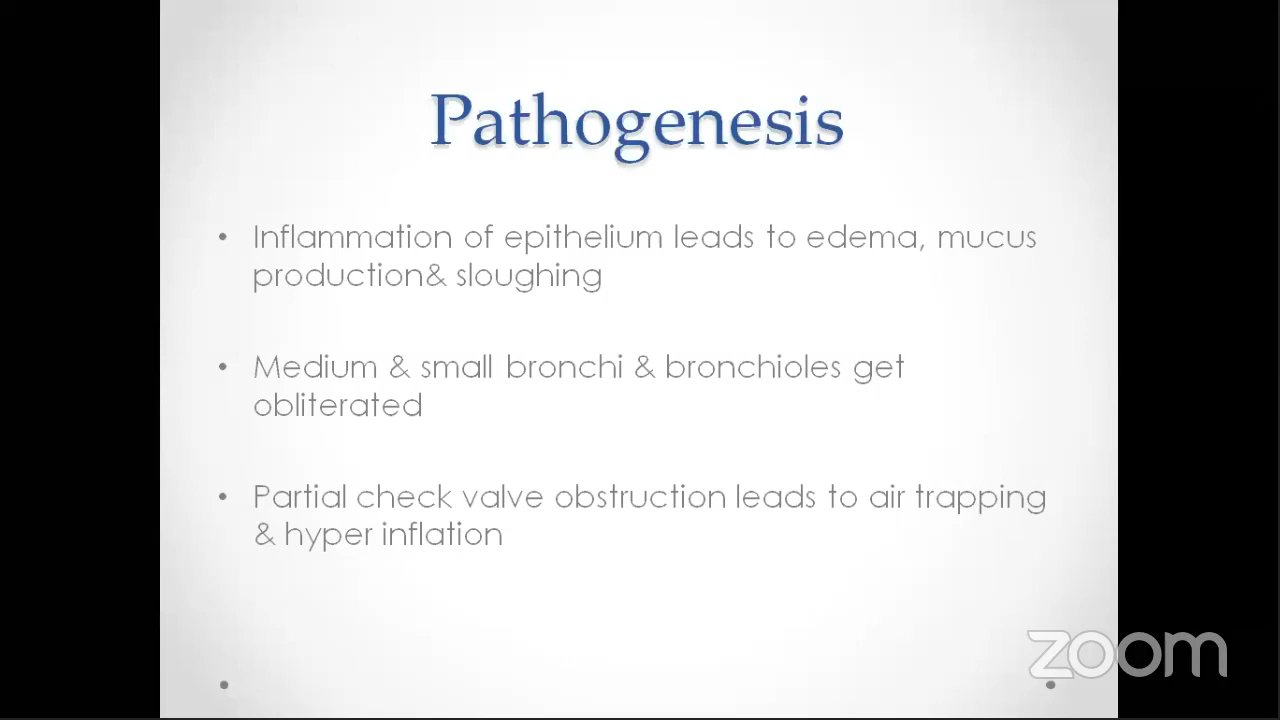 Pathogenesis
• Inflammation of epithelium leads to edema, mucus
production& sloughing
• Medium & small bronchi & bronchioles get
obliterated
• Partial check valve obstruction leads to air trapping
& hyper inflation
zoom